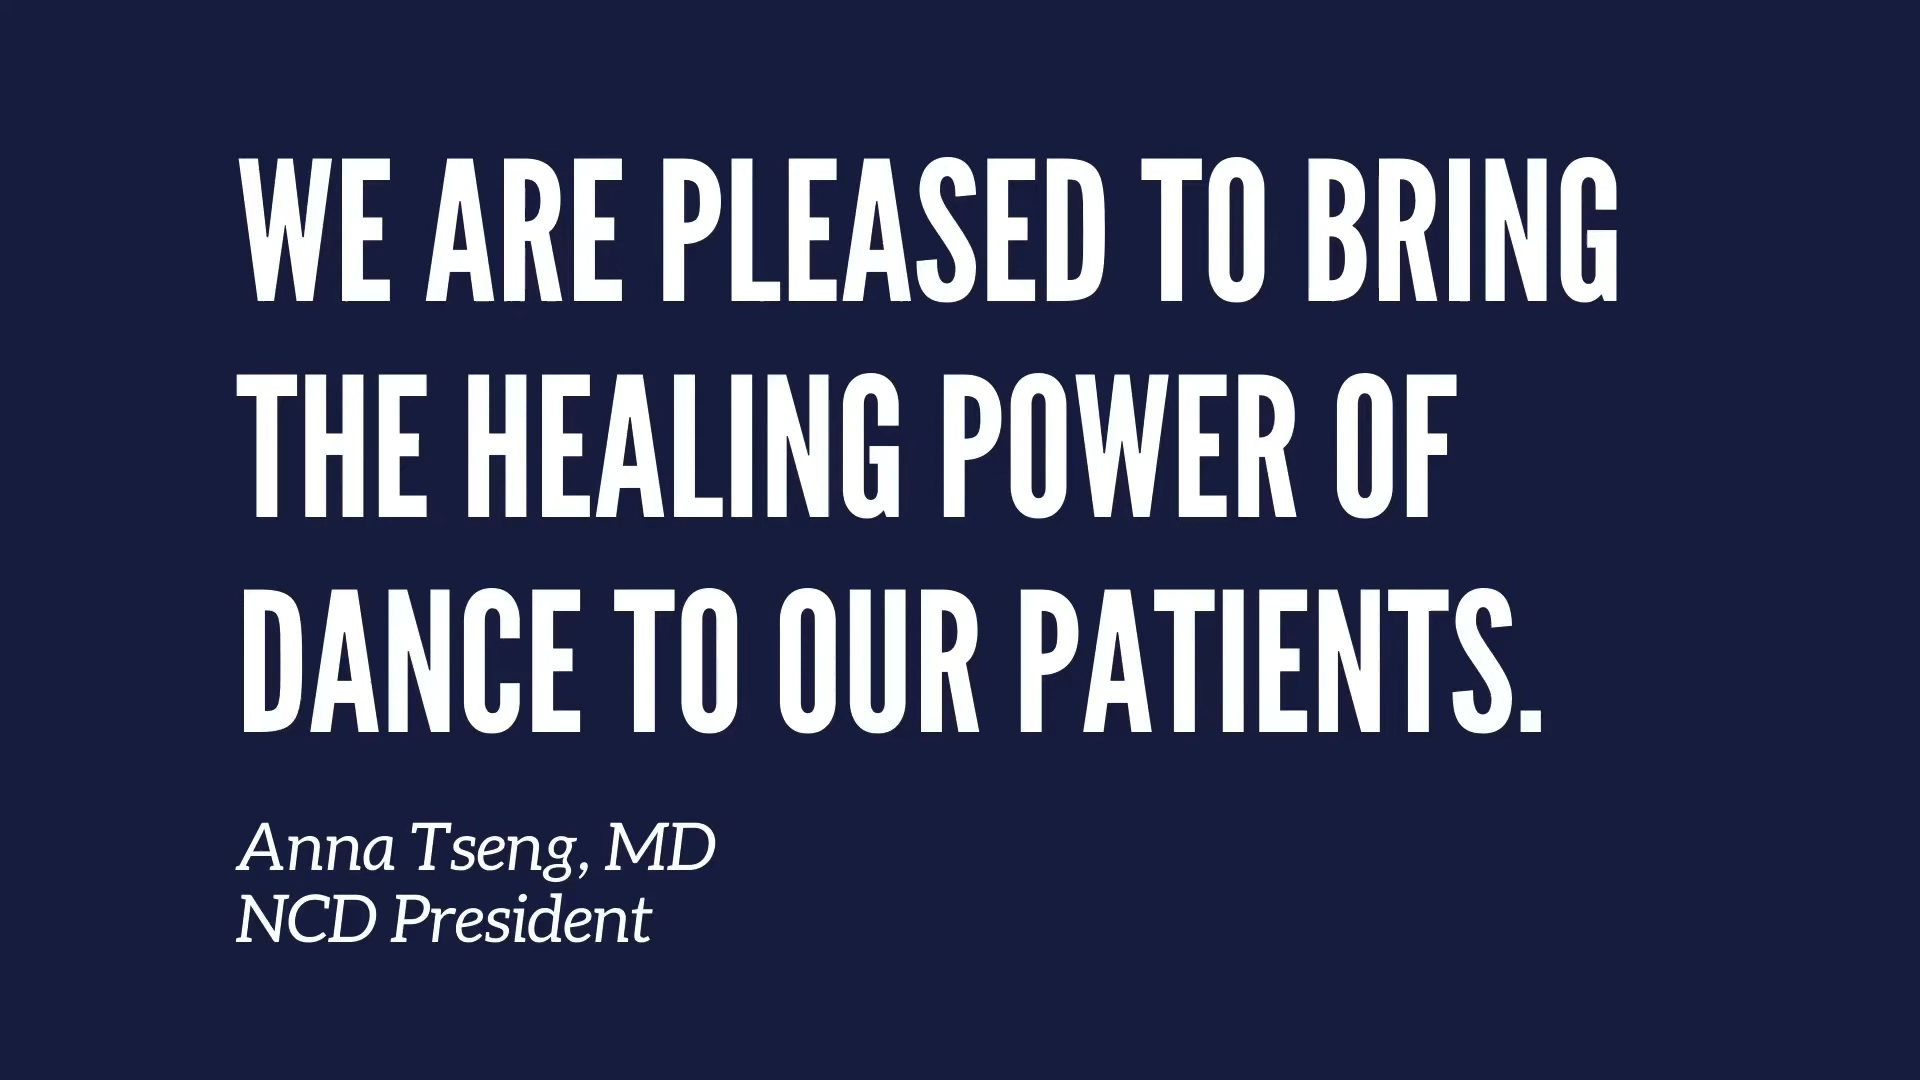 WE ARE PLEASED TO BRING
THE HEALING POWER OF
DANCE TO OUR PATIENTS.
Anna Tseng, MD
NCD President